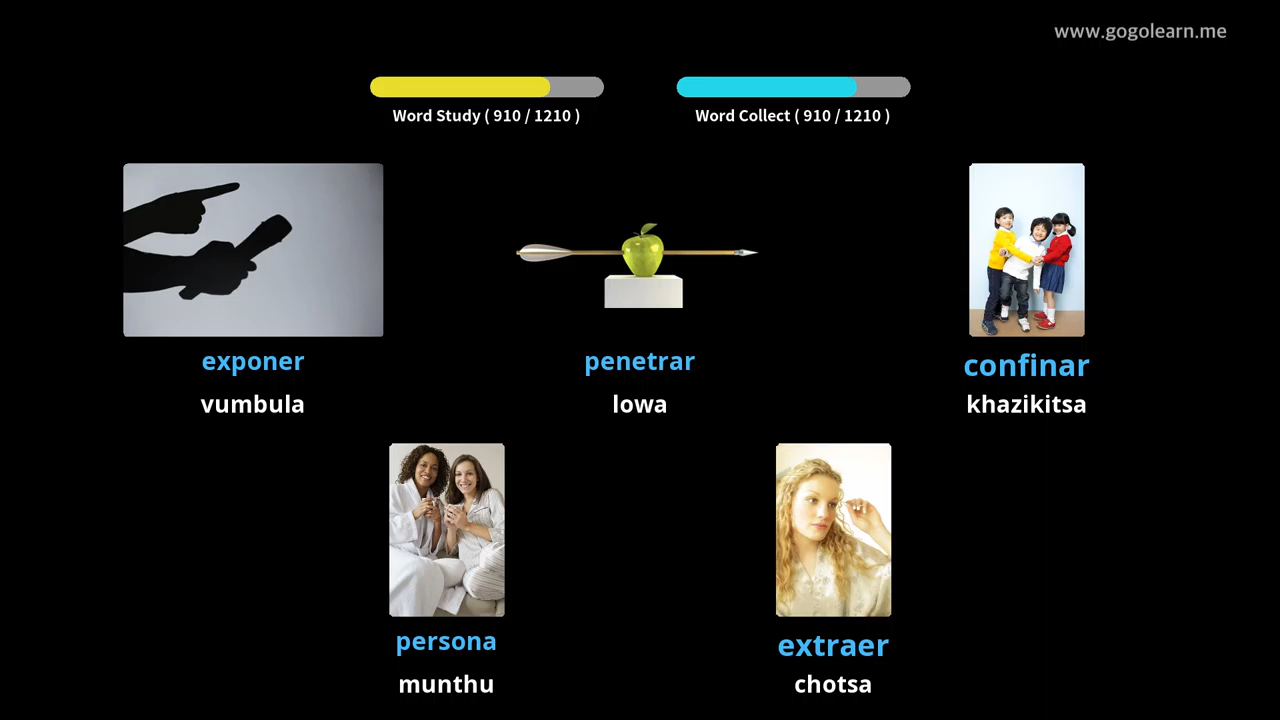 www.gogolearn.me
Word Study ( 910 / 1210 )
Word Collect ( 910 / 1210 )
exponer
vumbula
penetrar
lowa
confinar
khazikitsa
persona
munthu
extraer
chotsa